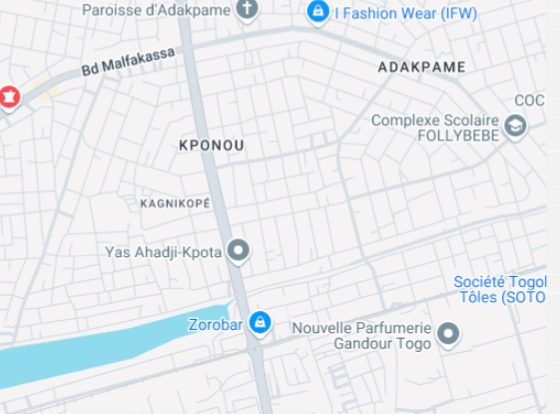 Paroisse d'Adakpame
I Fashion Wear (IFW)
Bd Malfakassa
ADAKPAME
COC
Complexe Scolaire
FOLLYBEBE
KPONOU
KAGNIKOPÉ
Yas Ahadji-Kpota
Société Togol
Tôles (SOTO
Zorobar
Nouvelle Parfumerie
Gandour Togo